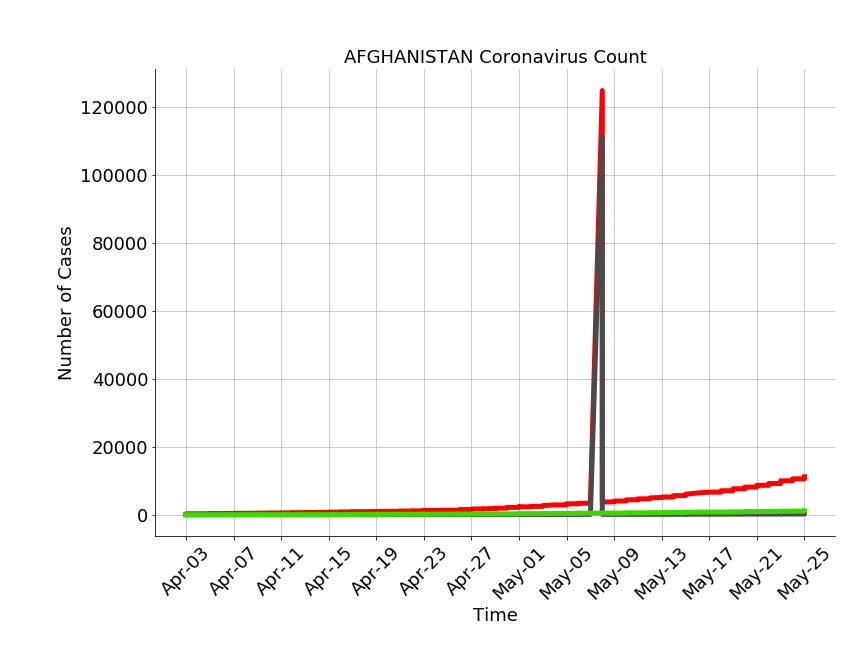 AFGHANISTAN Coronavirus Count
120000
100000
80000
60000
40000
20000
0
Number of Cases
Apr-03
Apr-07
Apr-11
Apr-15
Apr-19
Apr-23
Apr-27
May-01
May-05
May-09
May-13
May-17
May-21
May-25
Time